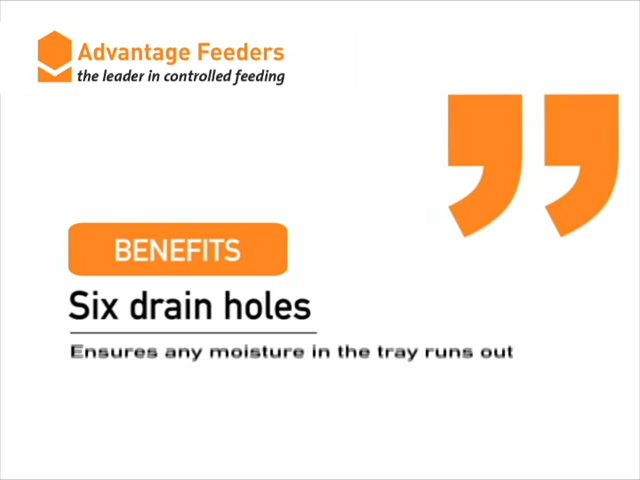 Advantage Feeders
the leader in controlled feeding
”
BENEFITS
Six drain holes
Ensures any moisture in the tray runs out